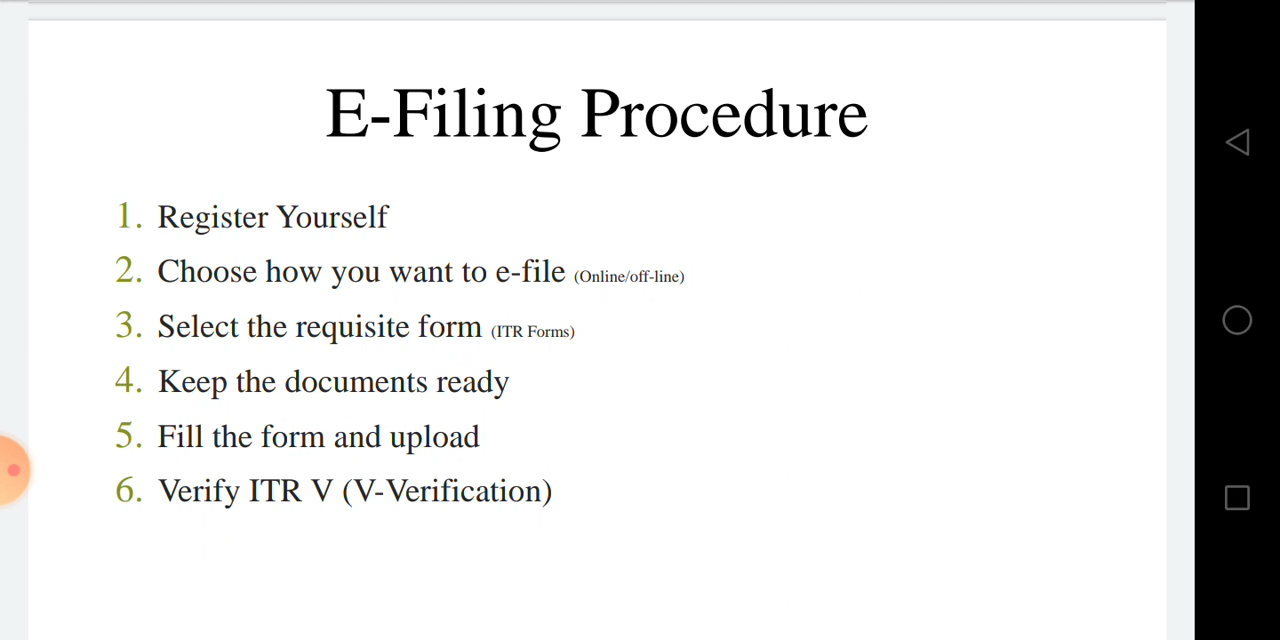 E-Filing Procedure
1. Register Yourself
2. Choose how you want to e-file (Online/off-line)
3. Select the requisite form (ITR Forms)
4. Keep the documents ready
5. Fill the form and upload
6. Verify ITR V (V-Verification)